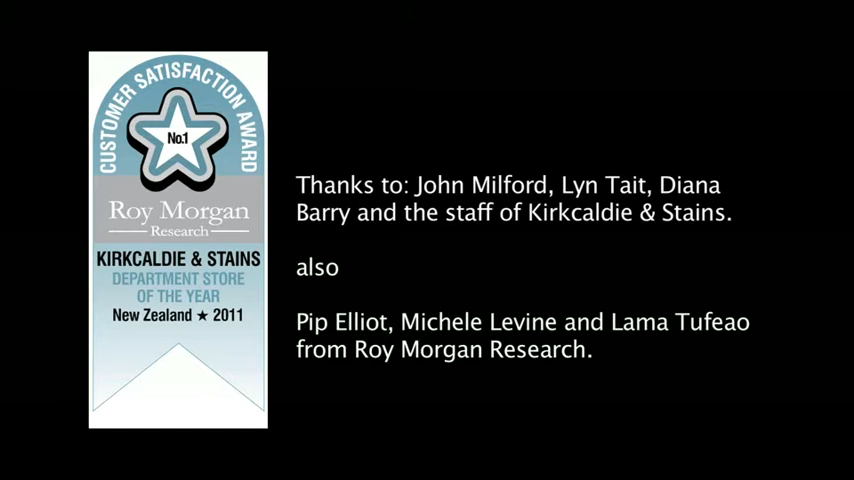 CUSTOMER SATISFACTION AWARD
No.1
Roy Morgan
Research
KIRKCALDIE & STAINS
DEPARTMENT STORE
OF THE YEAR
New Zealand ★ 2011
Thanks to: John Milford, Lyn Tait, Diana
Barry and the staff of Kirkcaldie & Stains.
also
Pip Elliot, Michele Levine and Lama Tufeao
from Roy Morgan Research.